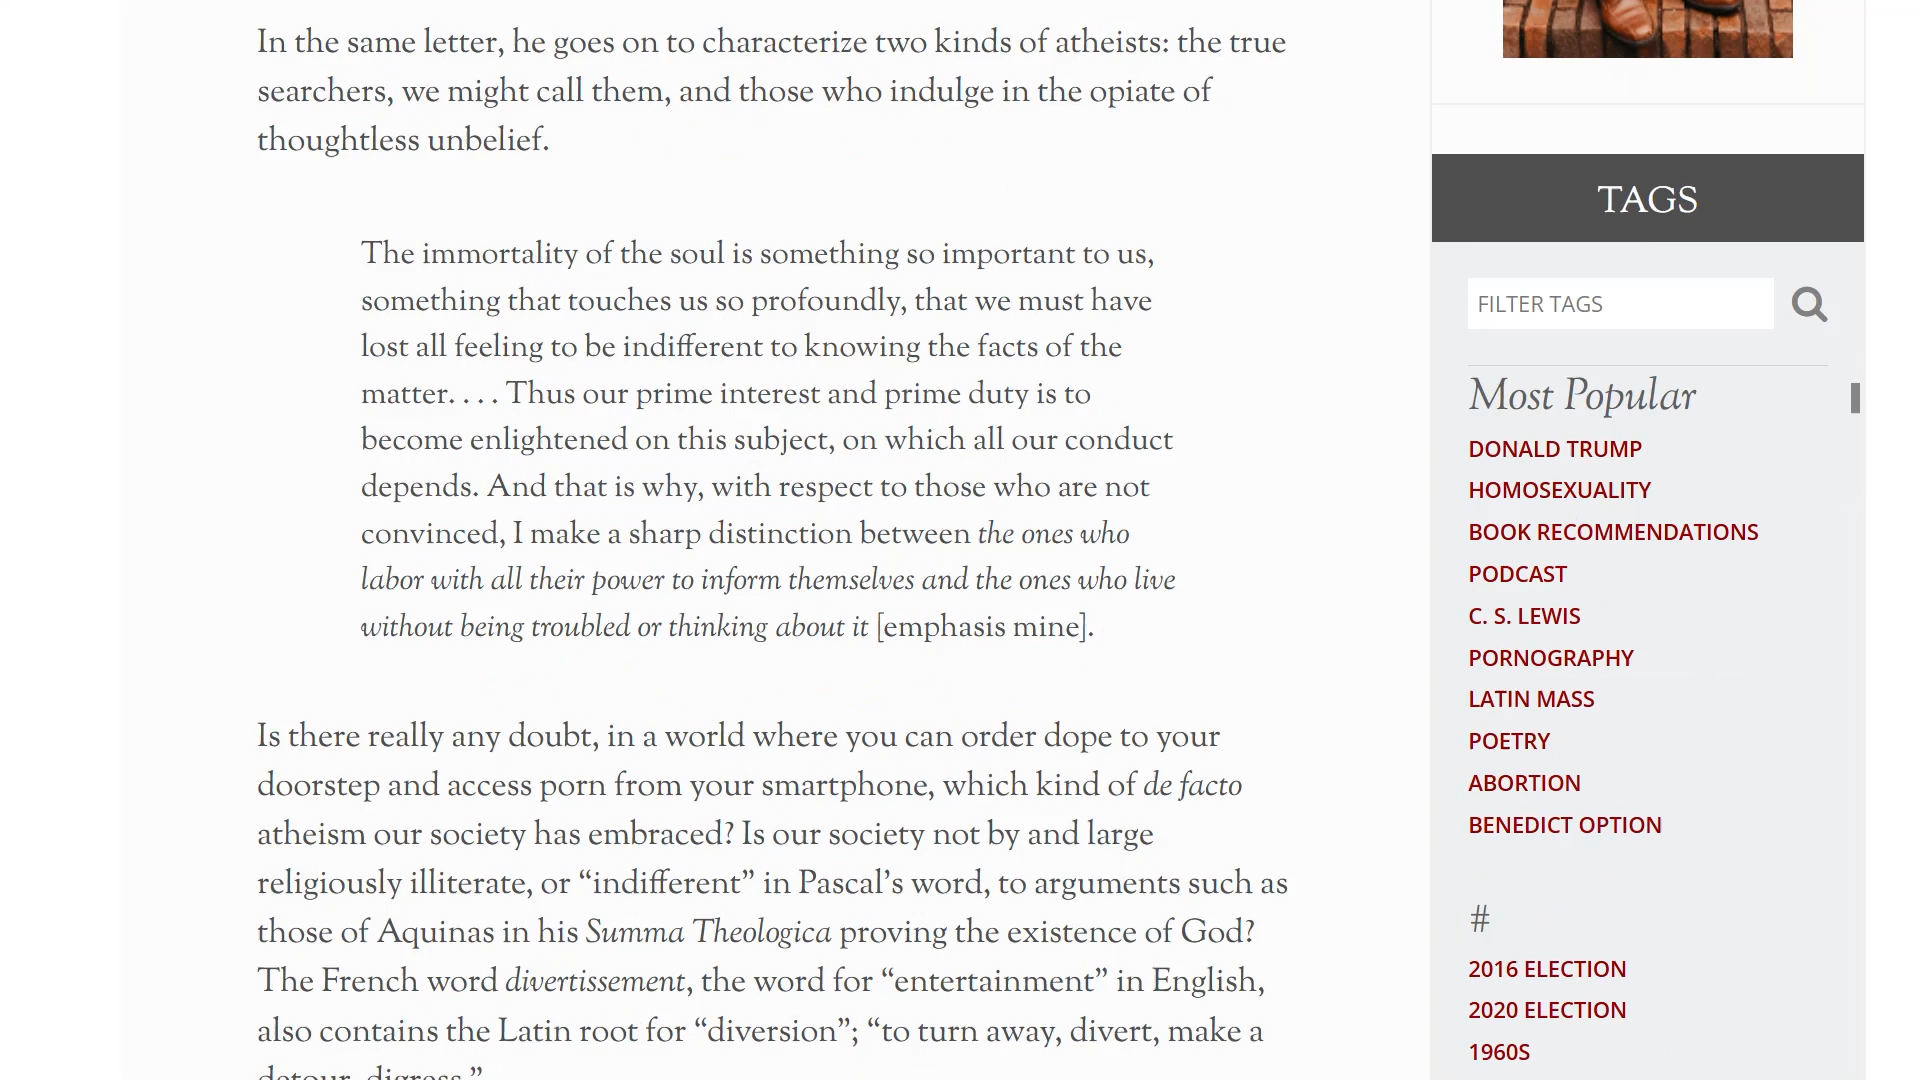 In the same letter, he goes on to characterize two kinds of atheists: the true
searchers, we might call them, and those who indulge in the opiate of
thoughtless unbelief.
The immortality of the soul is something so important to us,
something that touches us so profoundly, that we must have
lost all feeling to be indifferent to knowing the facts of the
matter. . . . Thus our prime interest and prime duty is to
become enlightened on this subject, on which all our conduct
depends. And that is why, with respect to those who are not
convinced, I make a sharp distinction between the ones who
labor with all their power to inform themselves and the ones who live
without being troubled or thinking about it [emphasis mine].
Is there really any doubt, in a world where you can order dope to your
doorstep and access porn from your smartphone, which kind of de facto
atheism our society has embraced? Is our society not by and large
religiously illiterate, or “indifferent” in Pascal’s word, to arguments such as
those of Aquinas in his Summa Theologica proving the existence of God?
The French word divertissement, the word for “entertainment” in English,
also contains the Latin root for “diversion”; “to turn away, divert, make a
detour, digress.”
TAGS
FILTER TAGS
Most Popular
DONALD TRUMP
HOMOSEXUALITY
BOOK RECOMMENDATIONS
PODCAST
C. S. LEWIS
PORNOGRAPHY
LATIN MASS
POETRY
ABORTION
BENEDICT OPTION
#
2016 ELECTION
2020 ELECTION
1960S